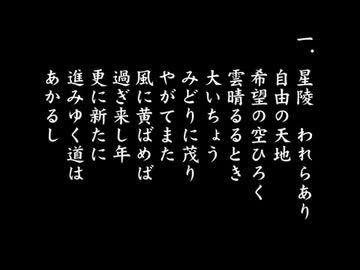 一．
星陵　われらあり
自由の天地
希望の空ひろく
雲晴るるとき
大いちょう
みどりに茂り
やがてまた
風に黄ばめば
過ぎ来し年
更に新たに
進みゆく道は
あかるし